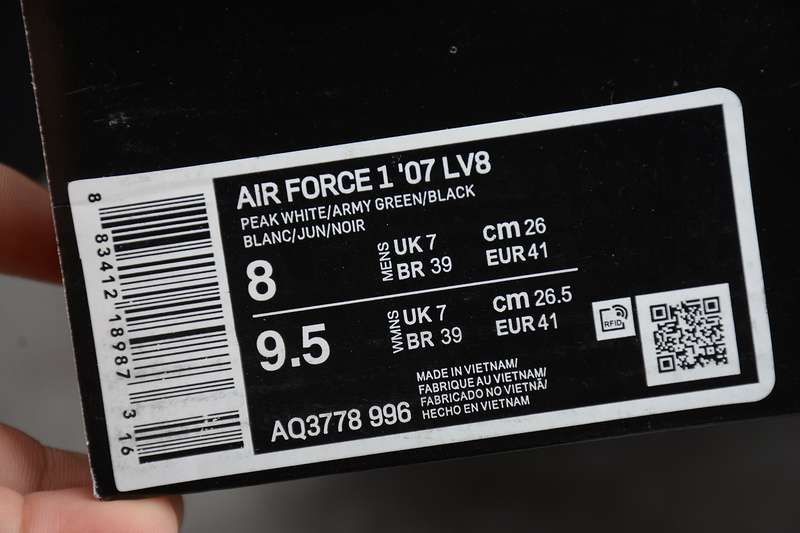 AIR FORCE 1 '07 LV8
PEAK WHITE/ARMY GREEN/BLACK
BLANC/JUN/NOIR
8
MENS
UK 7
BR 39
cm 26
EUR 41
9.5
WMNS
UK 7
BR 39
cm 26.5
EUR 41
RFID
MADE IN VIETNAM/
FABRIQUE AU VIETNAM/
FABRICADO NO VIETNÃ/
HECHO EN VIETNAM
AQ3778 996
8 83412 18987 3 16